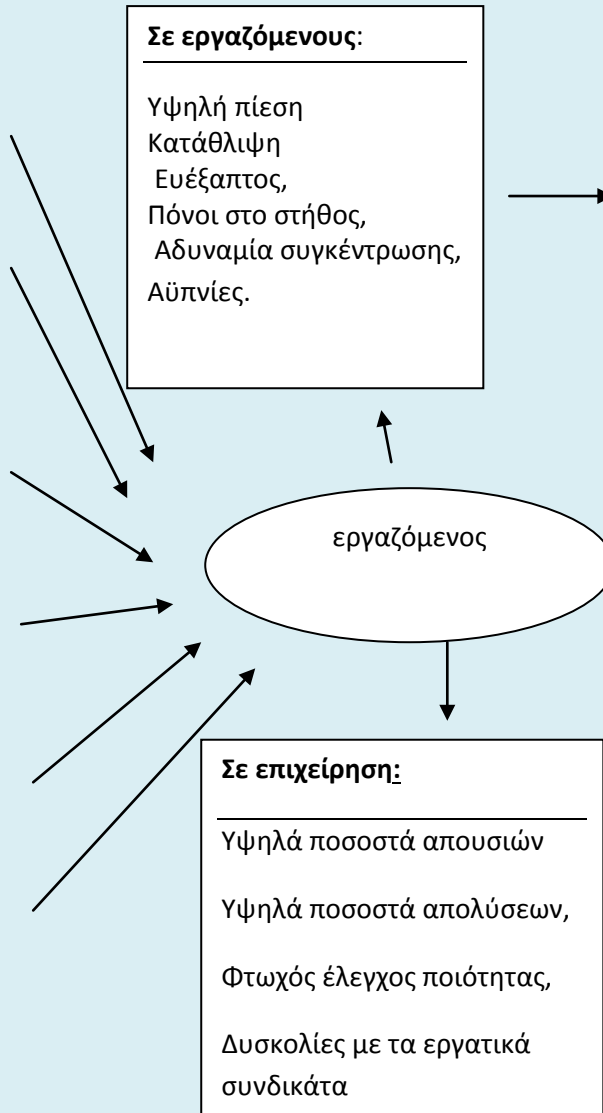 Σε εργαζόμενους:
Υψηλή πίεση
Κατάθλιψη
Ευέξαπτος,
Πόνοι στο στήθος,
Αδυναμία συγκέντρωσης,
Αϋπνίες.
εργαζόμενος
Σε επιχείρηση:
Υψηλά ποσοστά απουσιών
Υψηλά ποσοστά απολύσεων,
Φτωχός έλεγχος ποιότητας,
Δυσκολίες με τα εργατικά
συνδικάτα